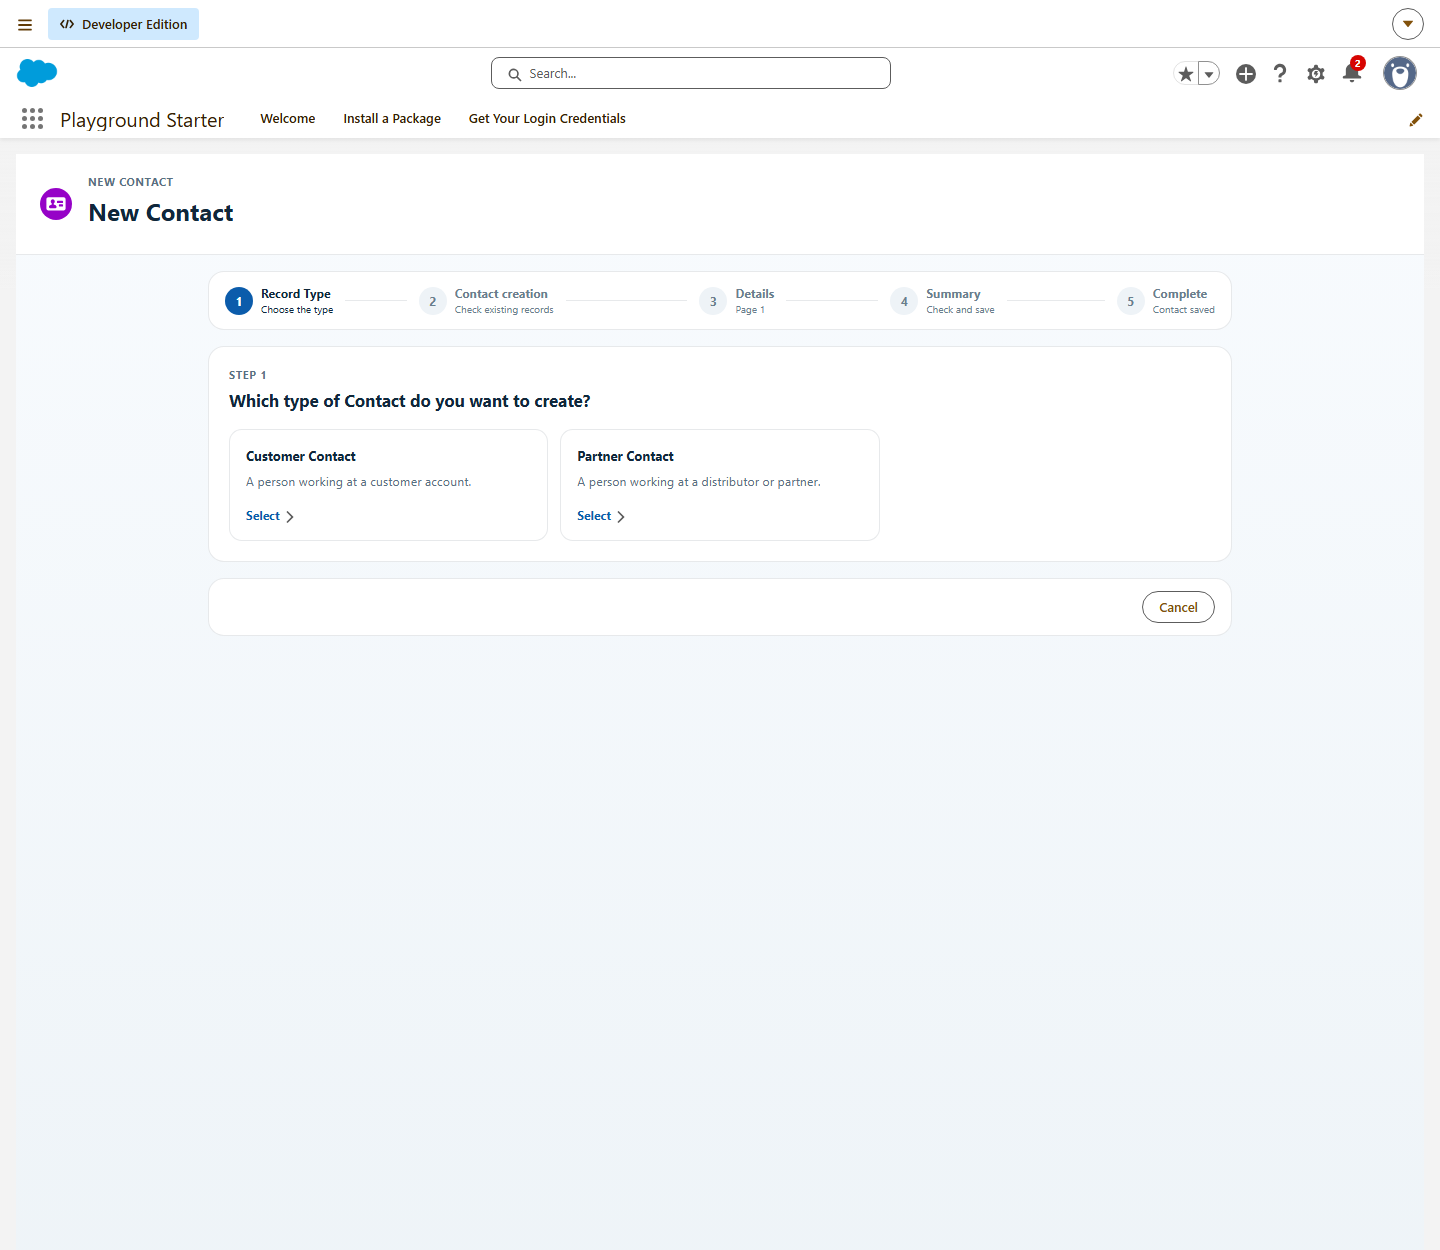 Developer Edition
Search...
2
Playground Starter
Welcome
Install a Package
Get Your Login Credentials
NEW CONTACT
New Contact
1
Record Type
Choose the type
2
Contact creation
Check existing records
3
Details
Page 1
4
Summary
Check and save
5
Complete
Contact saved
STEP 1
Which type of Contact do you want to create?
Customer Contact
A person working at a customer account.
Select
Partner Contact
A person working at a distributor or partner.
Select
Cancel